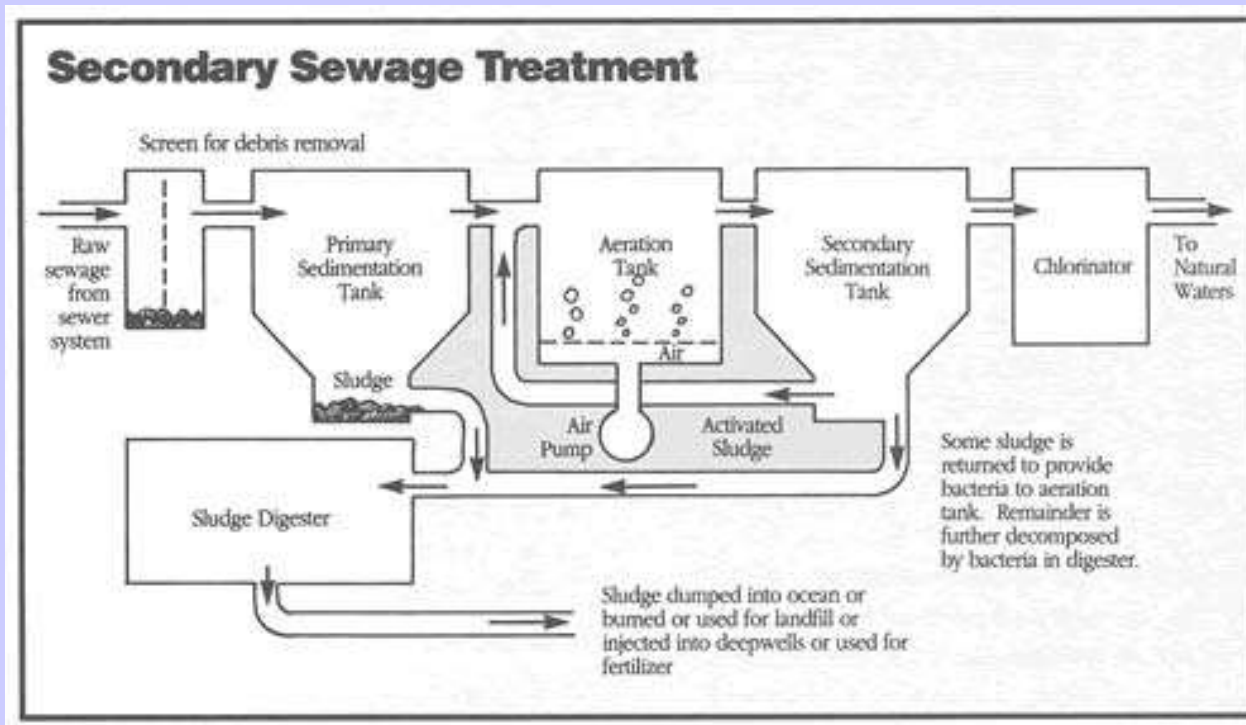 Secondary Sewage Treatment
Screen for debris removal
Raw
sewage
from
sewer
system
Primary
Sedimentation
Tank
Aeration
Tank
Secondary
Sedimentation
Tank
Chlorinator
To
Natural
Waters
Air
Sludge
Air
Pump
Activated
Sludge
Sludge Digester
Some sludge is
returned to provide
bacteria to aeration
tank. Remainder is
further decomposed
by bacteria in digester.
Sludge dumped into ocean or
burned or used for landfill or
injected into deepwells or used for
fertilizer